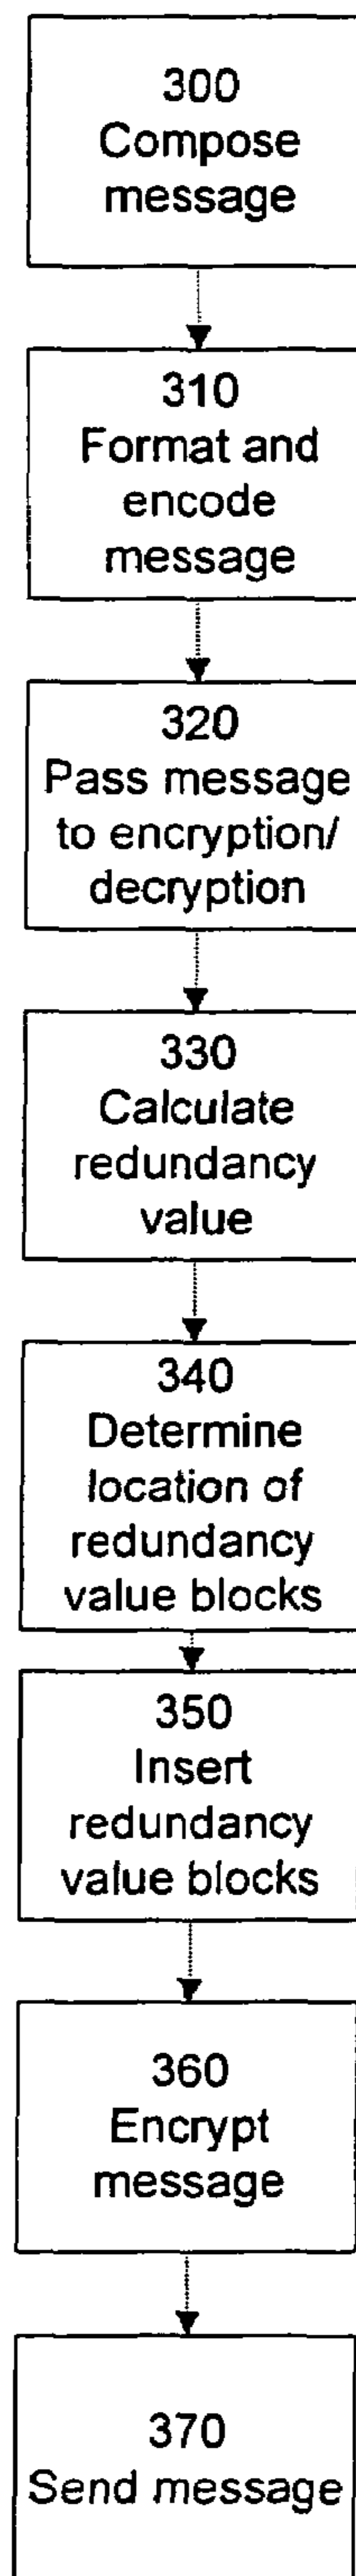 300
Compose
message
310
Format and
encode
message
320
Pass message
to encryption/
decryption
330
Calculate
redundancy
value
340
Determine
location of
redundancy
value blocks
350
Insert
redundancy
value blocks
360
Encrypt
message
370
Send message